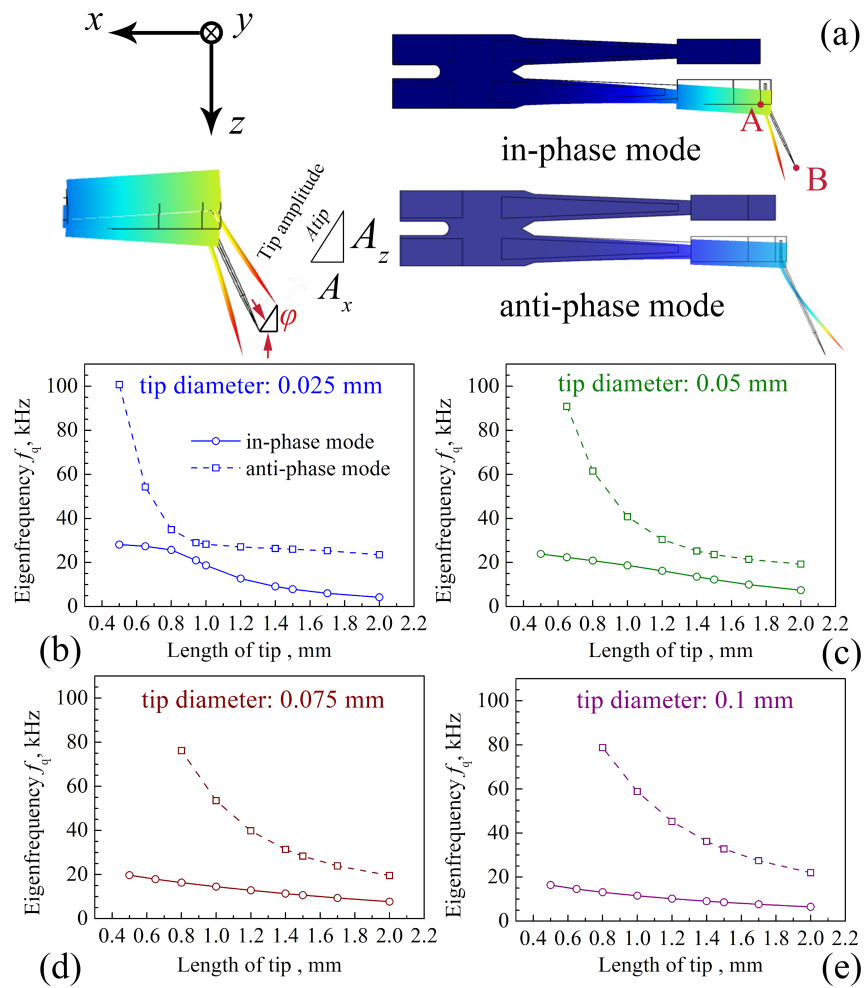 x
y
z
(a)
A
B
in-phase mode
Tip amplitude
Atip
A_z
A_x
φ
anti-phase mode
100
80
60
40
20
0
Eigenfrequency f_q, kHz
tip diameter: 0.025 mm
in-phase mode
anti-phase mode
0.4 0.6 0.8 1.0 1.2 1.4 1.6 1.8 2.0 2.2
Length of tip , mm
(b)
100
80
60
40
20
0
Eigenfrequency f_q, kHz
tip diameter: 0.05 mm
0.4 0.6 0.8 1.0 1.2 1.4 1.6 1.8 2.0 2.2
Length of tip , mm
(c)
100
80
60
40
20
0
Eigenfrequency f_q, kHz
tip diameter: 0.075 mm
0.4 0.6 0.8 1.0 1.2 1.4 1.6 1.8 2.0 2.2
Length of tip, mm
(d)
100
80
60
40
20
0
Eigenfrequency f_q, kHz
tip diameter: 0.1 mm
0.4 0.6 0.8 1.0 1.2 1.4 1.6 1.8 2.0 2.2
Length of tip, mm
(e)